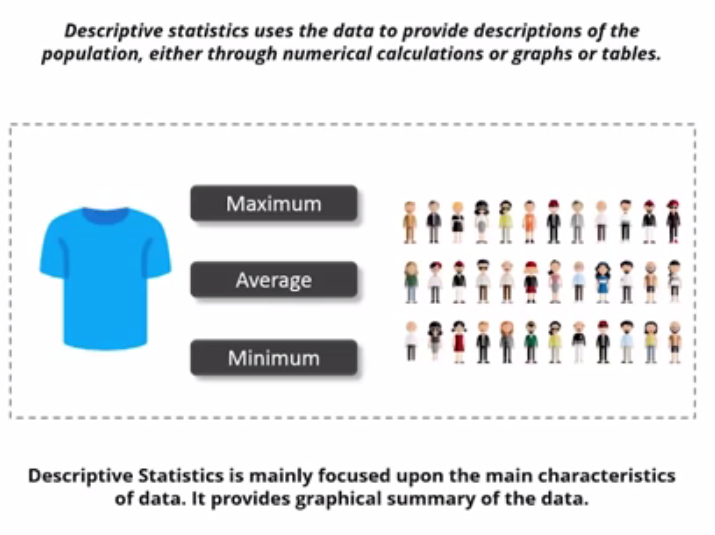 Descriptive statistics uses the data to provide descriptions of the
population, either through numerical calculations or graphs or tables.
Maximum
Average
Minimum
Descriptive Statistics is mainly focused upon the main characteristics
of data. It provides graphical summary of the data.